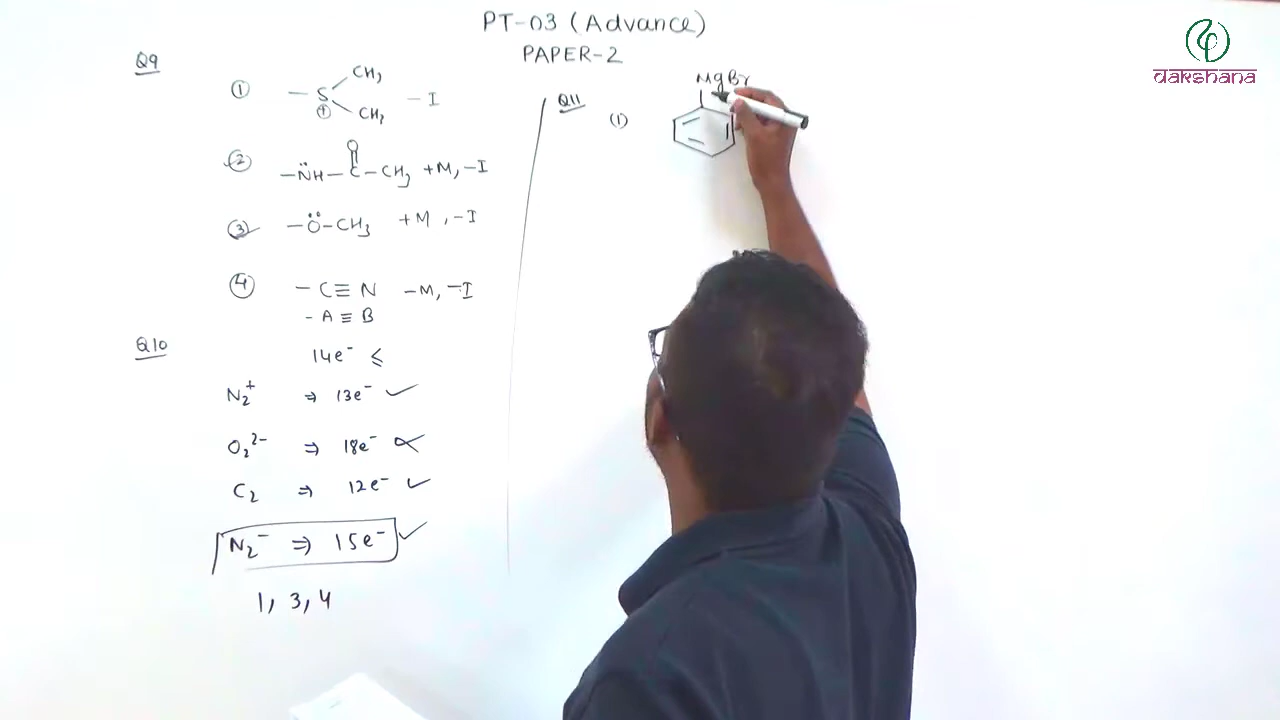 PT-03 (Advance)
PAPER-2
dakshana
Q9
① – S⊕ CH3 CH3 – I
② –N̈H – C – CH3 +M, –I
O
③ – Ö – CH3 +M, –I
④ – C ≡ N –M, –I
– A ≡ B
Q10
14e⁻ ≤
N2⁺ ⇒ 13e⁻ ✓
O2²⁻ ⇒ 18e⁻
C2 ⇒ 12e⁻ ✓
N2⁻ ⇒ 15e⁻ ✓
1, 3, 4
Q11
(1)
MgBr